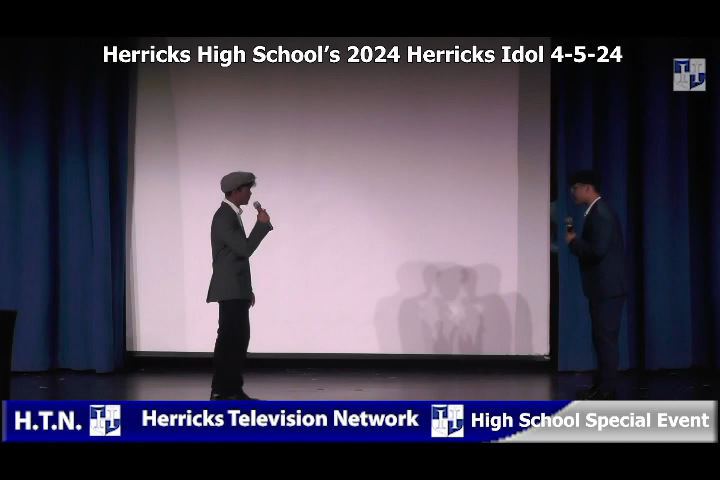 Herricks High School's 2024 Herricks Idol 4-5-24
H.T.N. Herricks Television Network High School Special Event